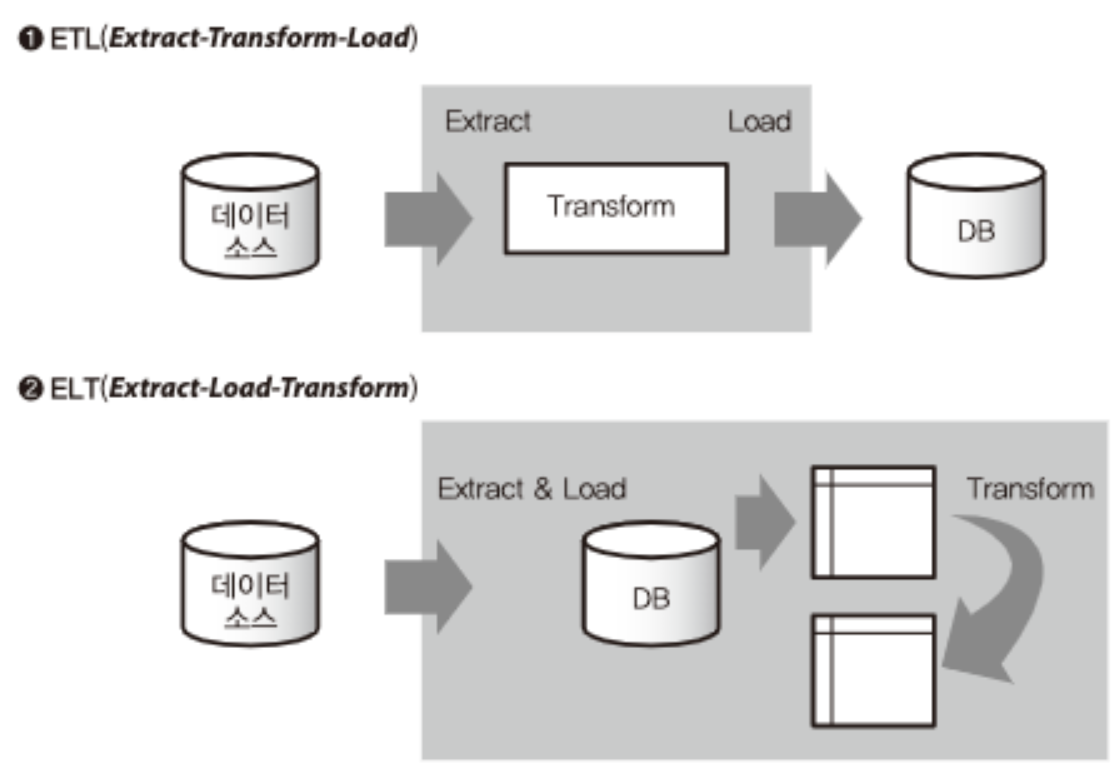 ❶ ETL(Extract-Transform-Load)
Extract
Load
데이터
소스
Transform
DB
❷ ELT(Extract-Load-Transform)
Extract & Load
Transform
데이터
소스
DB